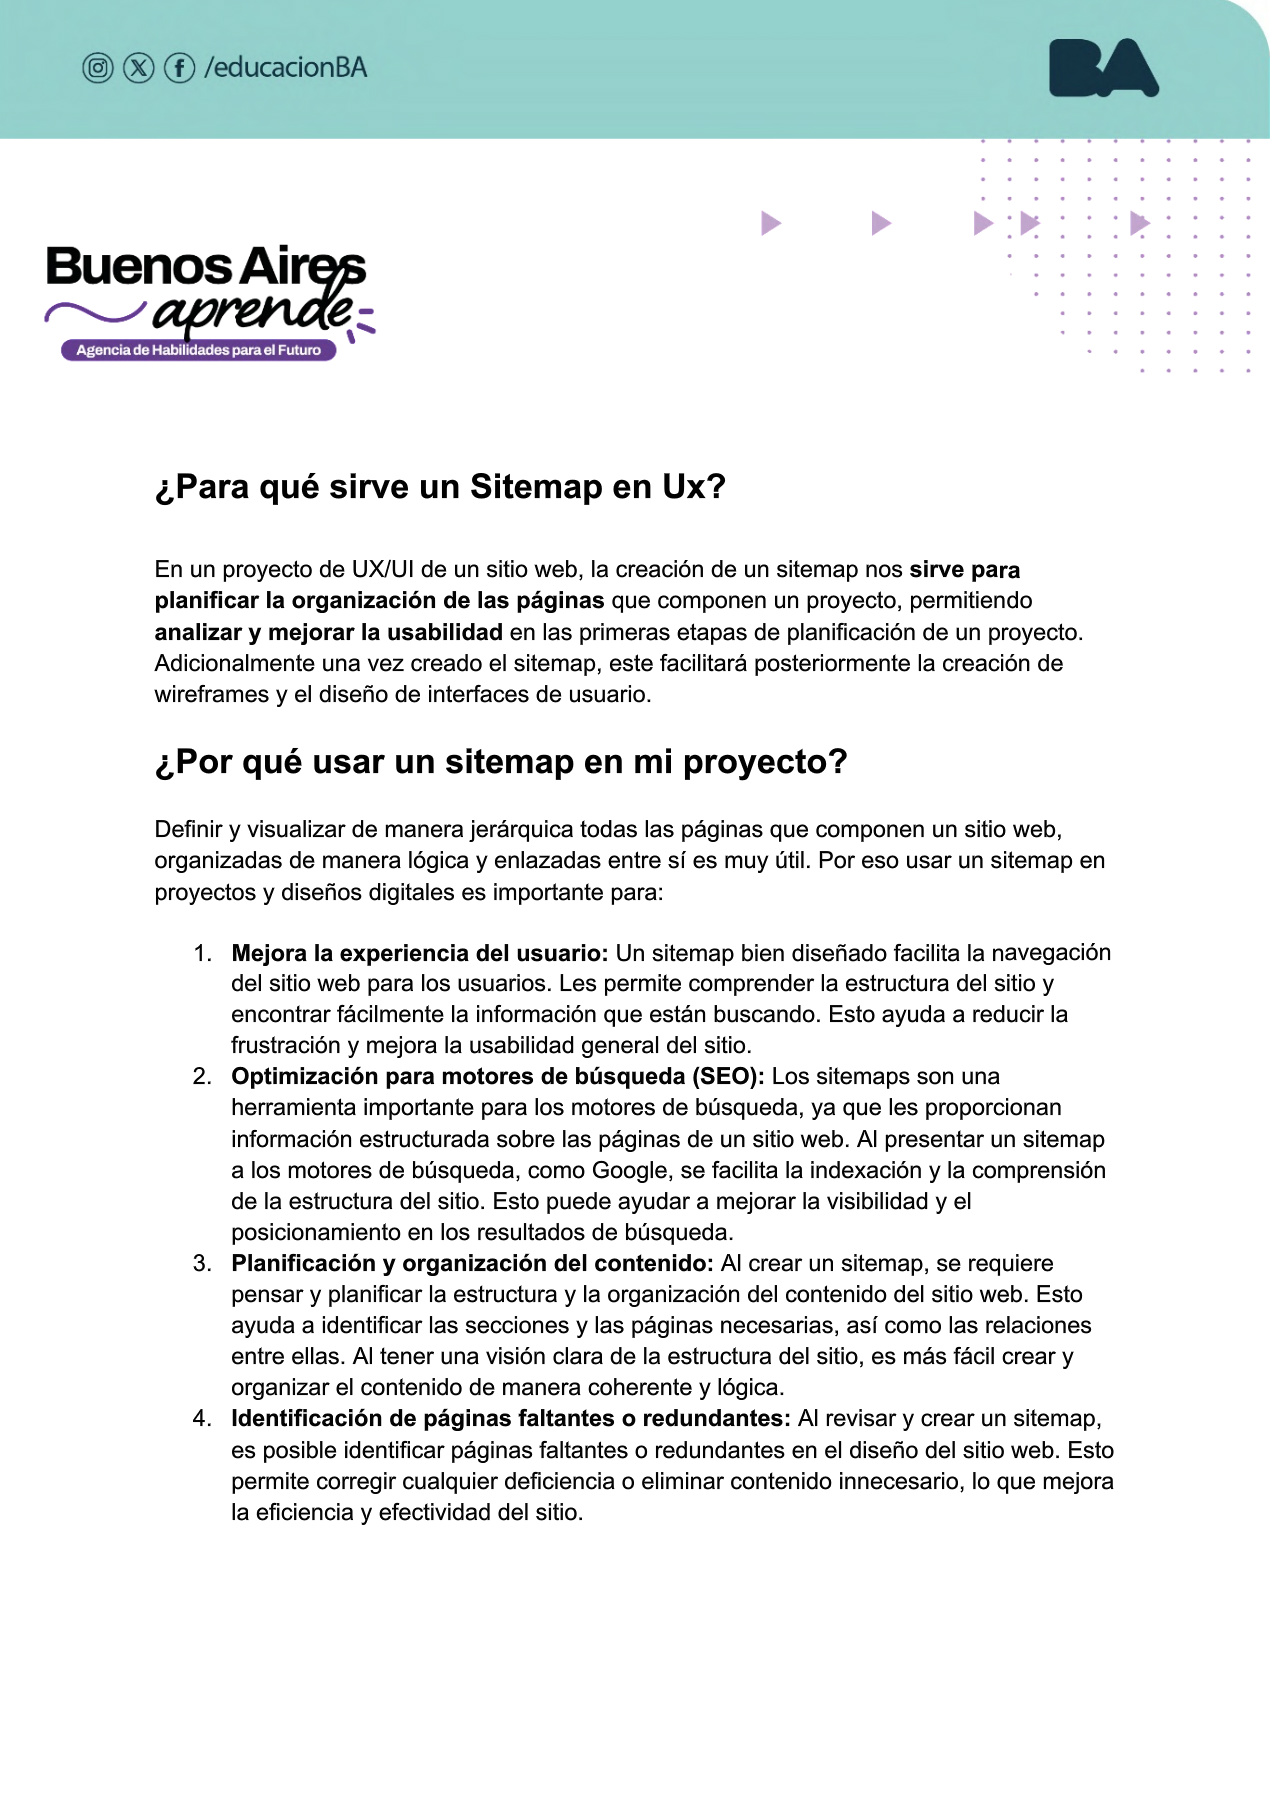 /educacionBA
BA
Buenos Aires
aprende
Agencia de Habilidades para el Futuro
¿Para qué sirve un Sitemap en Ux?
En un proyecto de UX/UI de un sitio web, la creación de un sitemap nos sirve para
planificar la organización de las páginas que componen un proyecto, permitiendo
analizar y mejorar la usabilidad en las primeras etapas de planificación de un proyecto.
Adicionalmente una vez creado el sitemap, este facilitará posteriormente la creación de
wireframes y el diseño de interfaces de usuario.
¿Por qué usar un sitemap en mi proyecto?
Definir y visualizar de manera jerárquica todas las páginas que componen un sitio web,
organizadas de manera lógica y enlazadas entre sí es muy útil. Por eso usar un sitemap en
proyectos y diseños digitales es importante para:
1. Mejora la experiencia del usuario: Un sitemap bien diseñado facilita la navegación
del sitio web para los usuarios. Les permite comprender la estructura del sitio y
encontrar fácilmente la información que están buscando. Esto ayuda a reducir la
frustración y mejora la usabilidad general del sitio.
2. Optimización para motores de búsqueda (SEO): Los sitemaps son una
herramienta importante para los motores de búsqueda, ya que les proporcionan
información estructurada sobre las páginas de un sitio web. Al presentar un sitemap
a los motores de búsqueda, como Google, se facilita la indexación y la comprensión
de la estructura del sitio. Esto puede ayudar a mejorar la visibilidad y el
posicionamiento en los resultados de búsqueda.
3. Planificación y organización del contenido: Al crear un sitemap, se requiere
pensar y planificar la estructura y la organización del contenido del sitio web. Esto
ayuda a identificar las secciones y las páginas necesarias, así como las relaciones
entre ellas. Al tener una visión clara de la estructura del sitio, es más fácil crear y
organizar el contenido de manera coherente y lógica.
4. Identificación de páginas faltantes o redundantes: Al revisar y crear un sitemap,
es posible identificar páginas faltantes o redundantes en el diseño del sitio web. Esto
permite corregir cualquier deficiencia o eliminar contenido innecesario, lo que mejora
la eficiencia y efectividad del sitio.